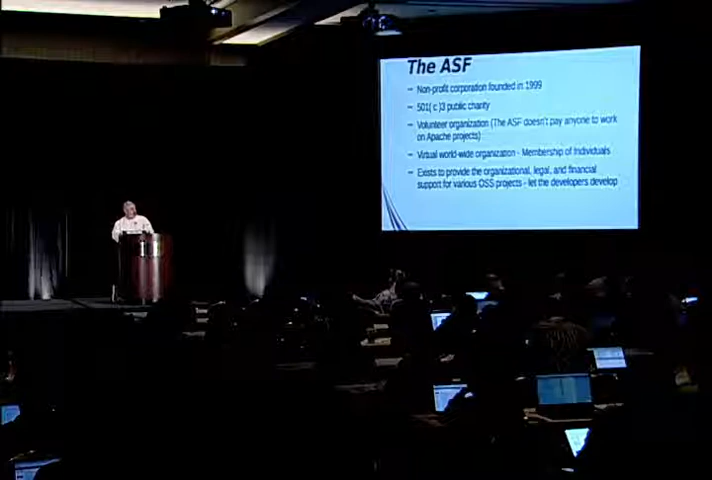 The ASF
– Non-profit corporation founded in 1999
– 501( c )3 public charity
– Volunteer organization (The ASF doesn't pay anyone to work
on Apache projects)
– Virtual world-wide organization - Membership of Individuals
– Exists to provide the organizational, legal, and financial
support for various OSS projects - let the developers develop